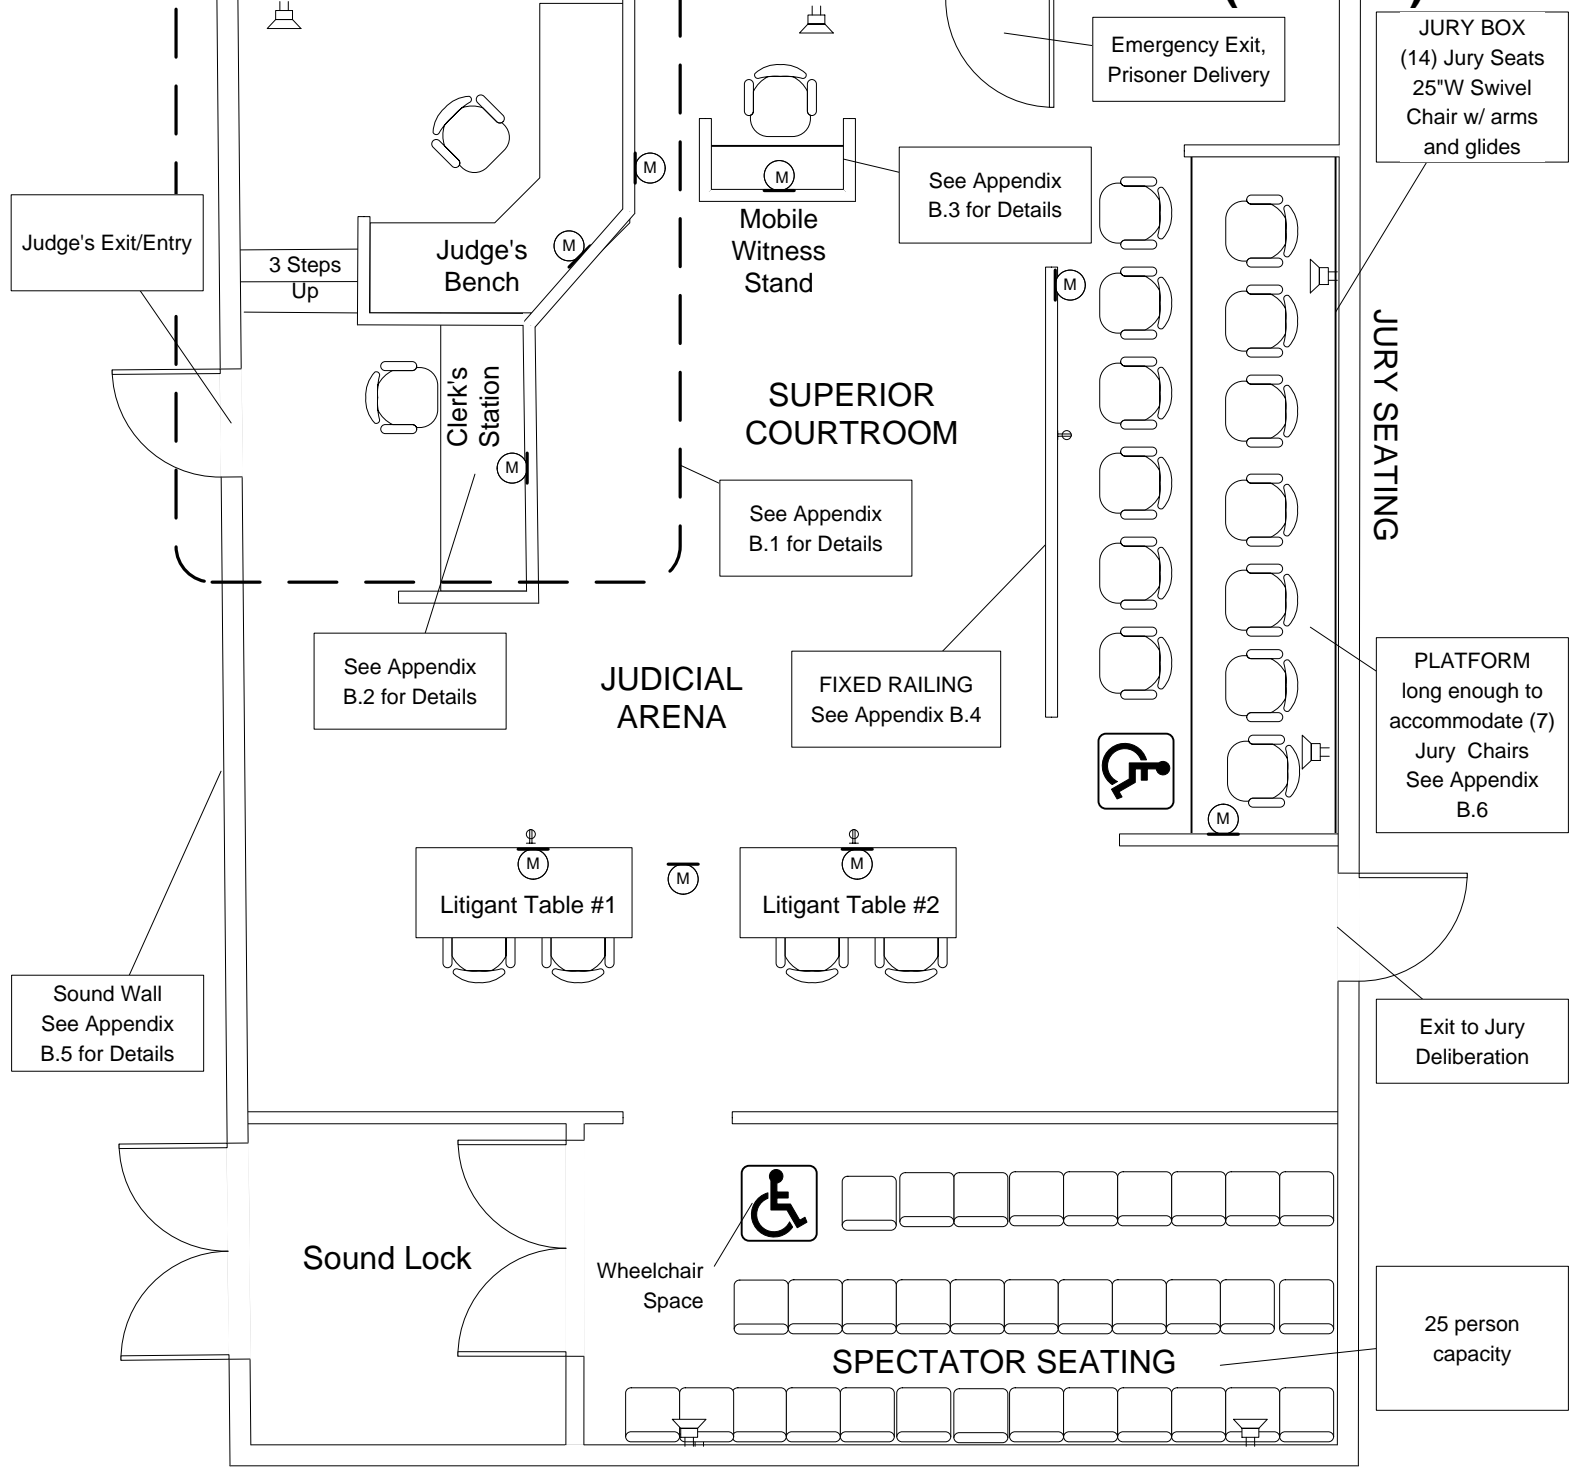 Emergency Exit,
Prisoner Delivery
JURY BOX
(14) Jury Seats
25"W Swivel
Chair w/ arms
and glides
M
M
See Appendix
B.3 for Details
Judge's Exit/Entry
3 Steps
Up
Judge's
Bench
M
Mobile
Witness
Stand
M
JURY SEATING
Clerk's
Station
M
SUPERIOR
COURTROOM
See Appendix
B.1 for Details
See Appendix
B.2 for Details
JUDICIAL
ARENA
FIXED RAILING
See Appendix B.4
PLATFORM
long enough to
accommodate (7)
Jury Chairs
See Appendix
B.6
M
M
M
M
Litigant Table #1
Litigant Table #2
Sound Wall
See Appendix
B.5 for Details
Exit to Jury
Deliberation
Sound Lock
Wheelchair
Space
SPECTATOR SEATING
25 person
capacity